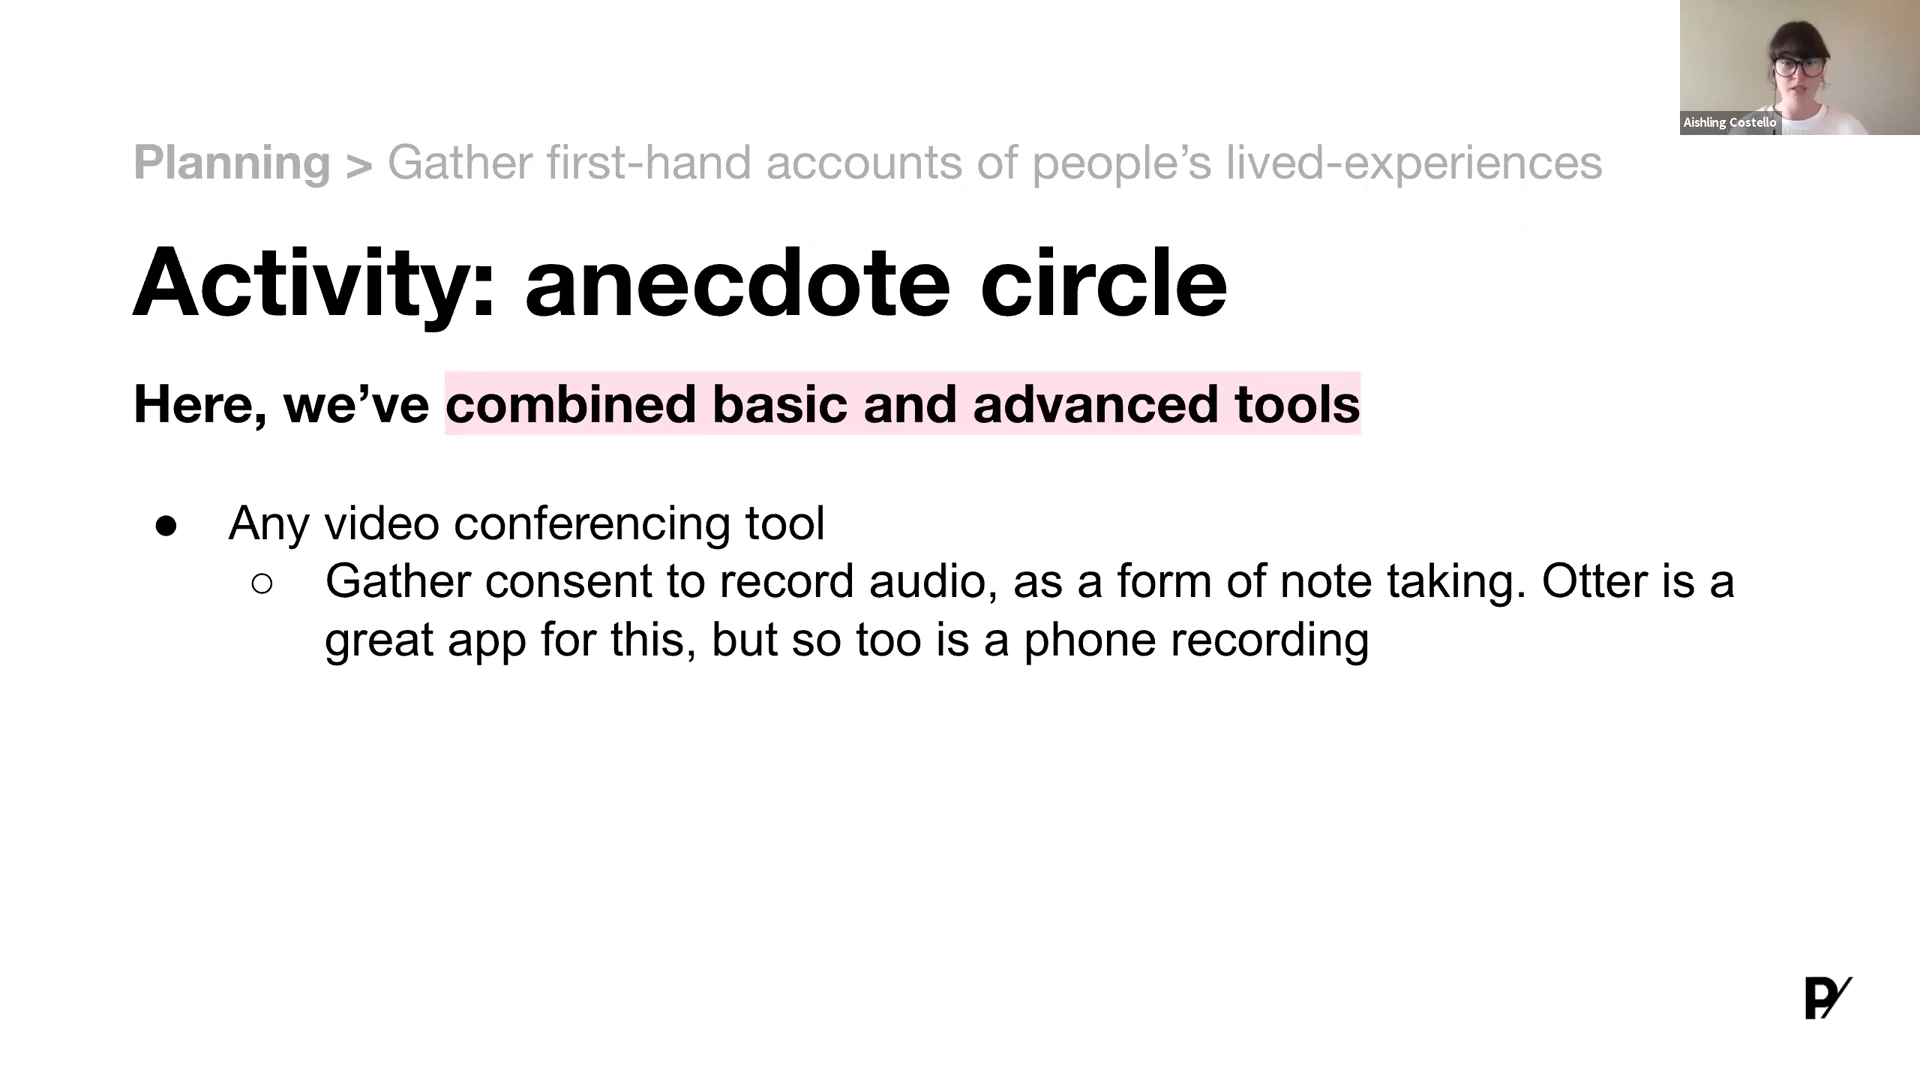 Aishling Costello
Planning > Gather first-hand accounts of people’s lived-experiences
Activity: anecdote circle
Here, we’ve combined basic and advanced tools
● Any video conferencing tool
○ Gather consent to record audio, as a form of note taking. Otter is a
great app for this, but so too is a phone recording
P/